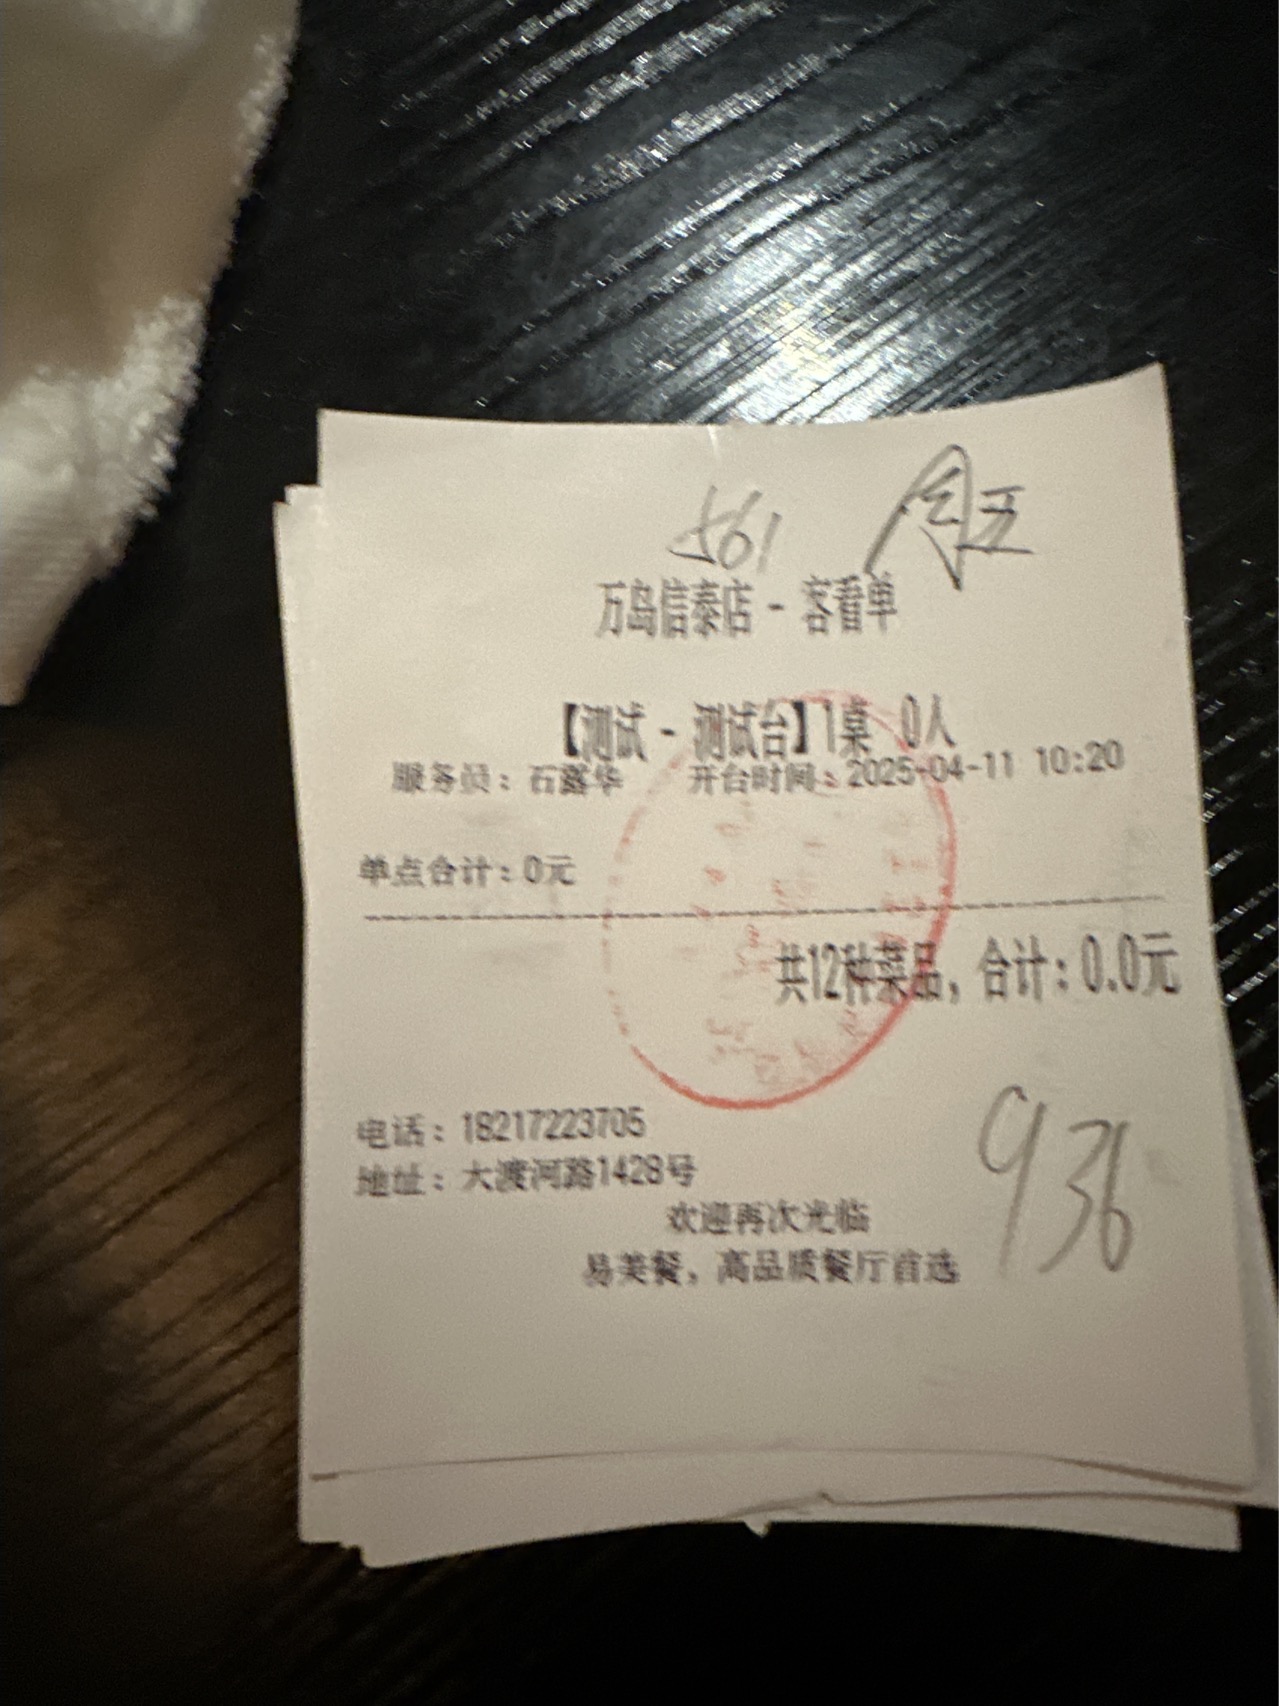 561
万岛信泰店 - 客看单
【测试 - 测试台】1桌 0人
服务员：石露华 开台时间：2025-04-11 10:20
单点合计：0元
共12种菜品，合计：0.0元
936
电话：18217223705
地址：大渡河路1428号
欢迎再次光临
易美餐，高品质餐厅首选